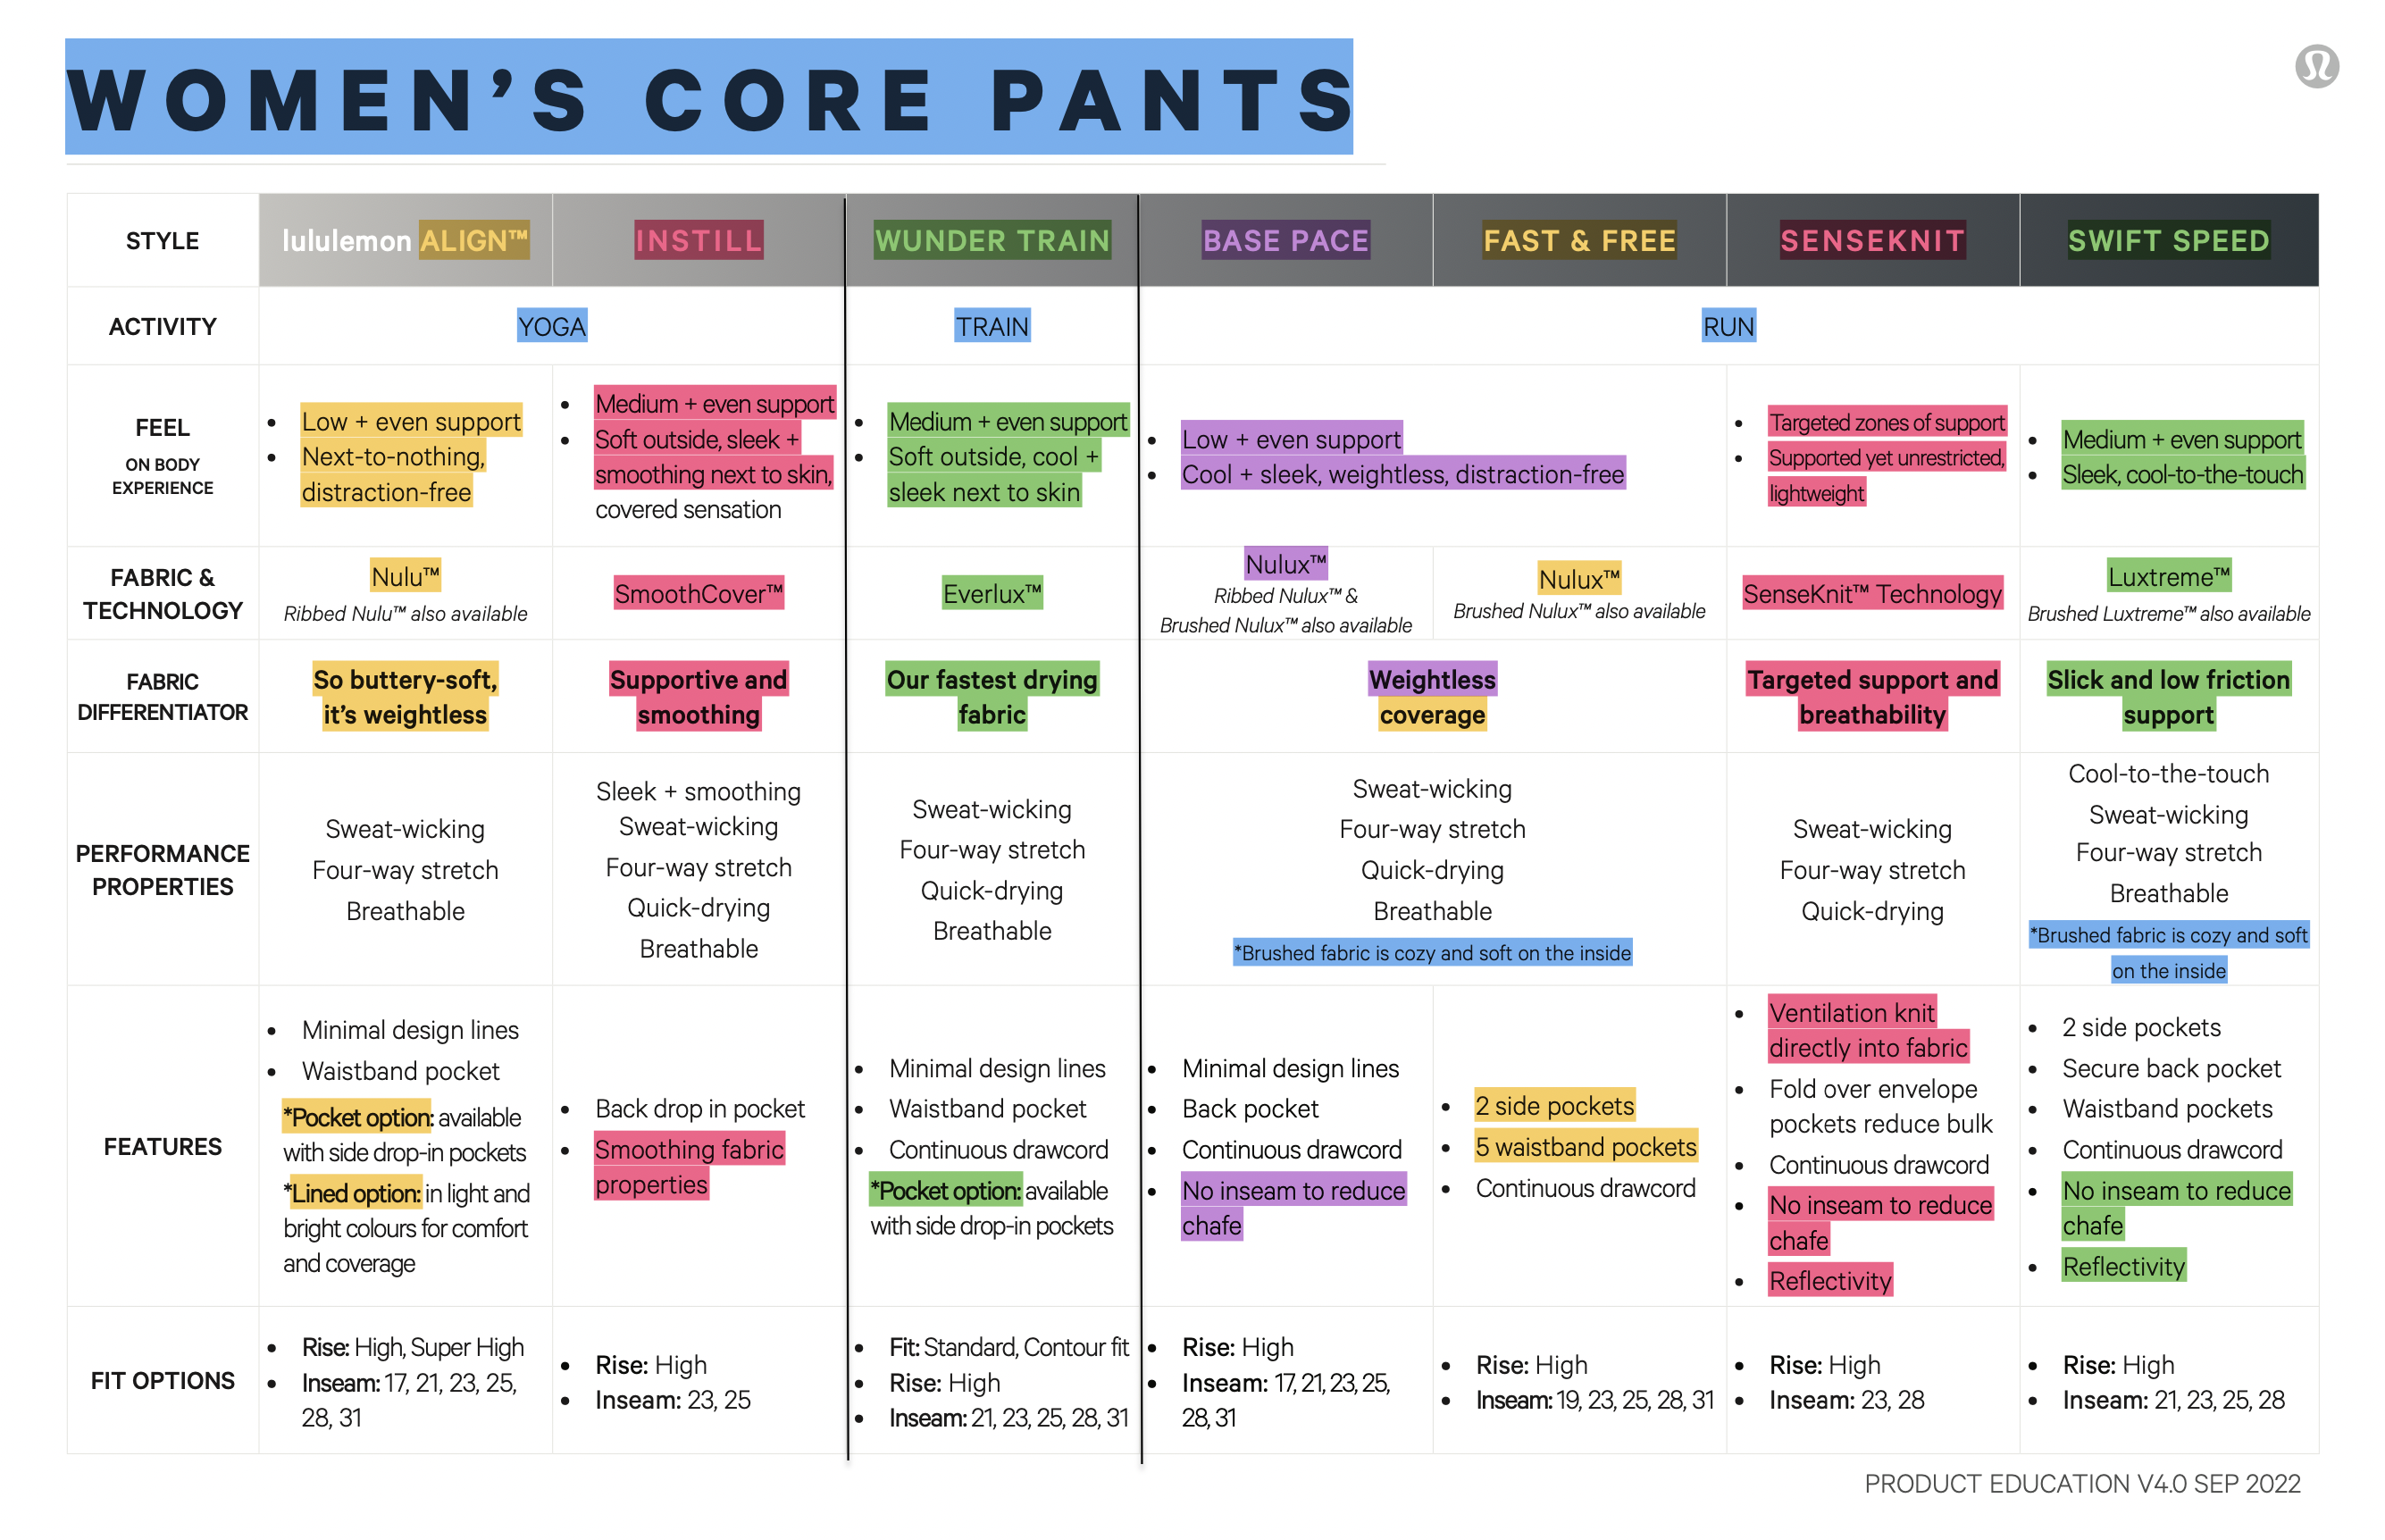 WOMEN’S CORE PANTS
STYLE
lululemon ALIGN™
INSTILL
WUNDER TRAIN
BASE PACE
FAST & FREE
SENSEKNIT
SWIFT SPEED
ACTIVITY
YOGA
TRAIN
RUN
FEEL
ON BODY
EXPERIENCE
• Low + even support
• Next-to-nothing,
distraction-free
• Medium + even support
• Soft outside, sleek +
smoothing next to skin,
covered sensation
• Medium + even support
• Soft outside, cool +
sleek next to skin
• Low + even support
• Cool + sleek, weightless, distraction-free
• Targeted zones of support
• Supported yet unrestricted,
lightweight
• Medium + even support
• Sleek, cool-to-the-touch
FABRIC &
TECHNOLOGY
Nulu™
Ribbed Nulu™ also available
SmoothCover™
Everlux™
Nulux™
Ribbed Nulux™ &
Brushed Nulux™ also available
Nulux™
Brushed Nulux™ also available
SenseKnit™ Technology
Luxtreme™
Brushed Luxtreme™ also available
FABRIC
DIFFERENTIATOR
So buttery-soft,
it’s weightless
Supportive and
smoothing
Our fastest drying
fabric
Weightless
coverage
Targeted support and
breathability
Slick and low friction
support
PERFORMANCE
PROPERTIES
Sweat-wicking
Four-way stretch
Breathable
Sleek + smoothing
Sweat-wicking
Four-way stretch
Quick-drying
Breathable
Sweat-wicking
Four-way stretch
Quick-drying
Breathable
Sweat-wicking
Four-way stretch
Quick-drying
Breathable
*Brushed fabric is cozy and soft on the inside
Sweat-wicking
Four-way stretch
Quick-drying
Cool-to-the-touch
Sweat-wicking
Four-way stretch
Breathable
*Brushed fabric is cozy and soft
on the inside
FEATURES
• Minimal design lines
• Waistband pocket
*Pocket option: available
with side drop-in pockets
*Lined option: in light and
bright colours for comfort
and coverage
• Back drop in pocket
• Smoothing fabric
properties
• Minimal design lines
• Waistband pocket
• Continuous drawcord
*Pocket option: available
with side drop-in pockets
• Minimal design lines
• Back pocket
• Continuous drawcord
• No inseam to reduce
chafe
• 2 side pockets
• 5 waistband pockets
• Continuous drawcord
• Ventilation knit
directly into fabric
• Fold over envelope
pockets reduce bulk
• Continuous drawcord
• No inseam to reduce
chafe
• Reflectivity
• 2 side pockets
• Secure back pocket
• Waistband pockets
• Continuous drawcord
• No inseam to reduce
chafe
• Reflectivity
FIT OPTIONS
• Rise: High, Super High
• Inseam: 17, 21, 23, 25,
28, 31
• Rise: High
• Inseam: 23, 25
• Fit: Standard, Contour fit
• Rise: High
• Inseam: 21, 23, 25, 28, 31
• Rise: High
• Inseam: 17, 21, 23, 25,
28, 31
• Rise: High
• Inseam: 19, 23, 25, 28, 31
• Rise: High
• Inseam: 23, 28
• Rise: High
• Inseam: 21, 23, 25, 28
PRODUCT EDUCATION V4.0 SEP 2022